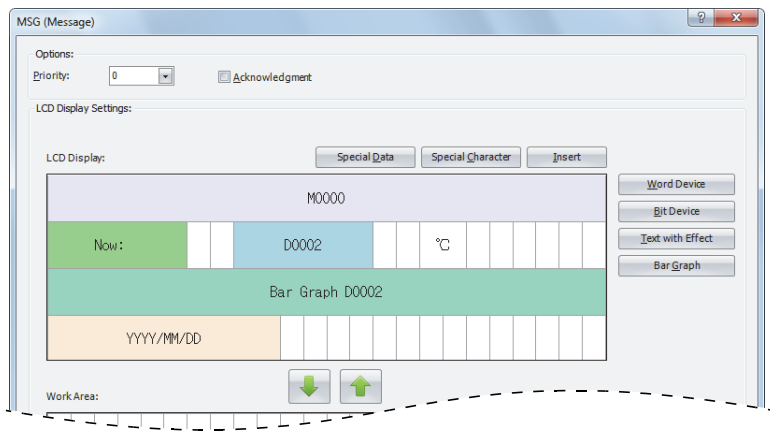 MSG (Message)
?
x
Options:
Priority: 0 Acknowledgment
LCD Display Settings:
LCD Display: Special Data Special Character Insert
M0000 Word Device
Bit Device
Now: D0002 ℃ Text with Effect
Bar Graph
Bar Graph D0002
YYYY/MM/DD
Work Area: